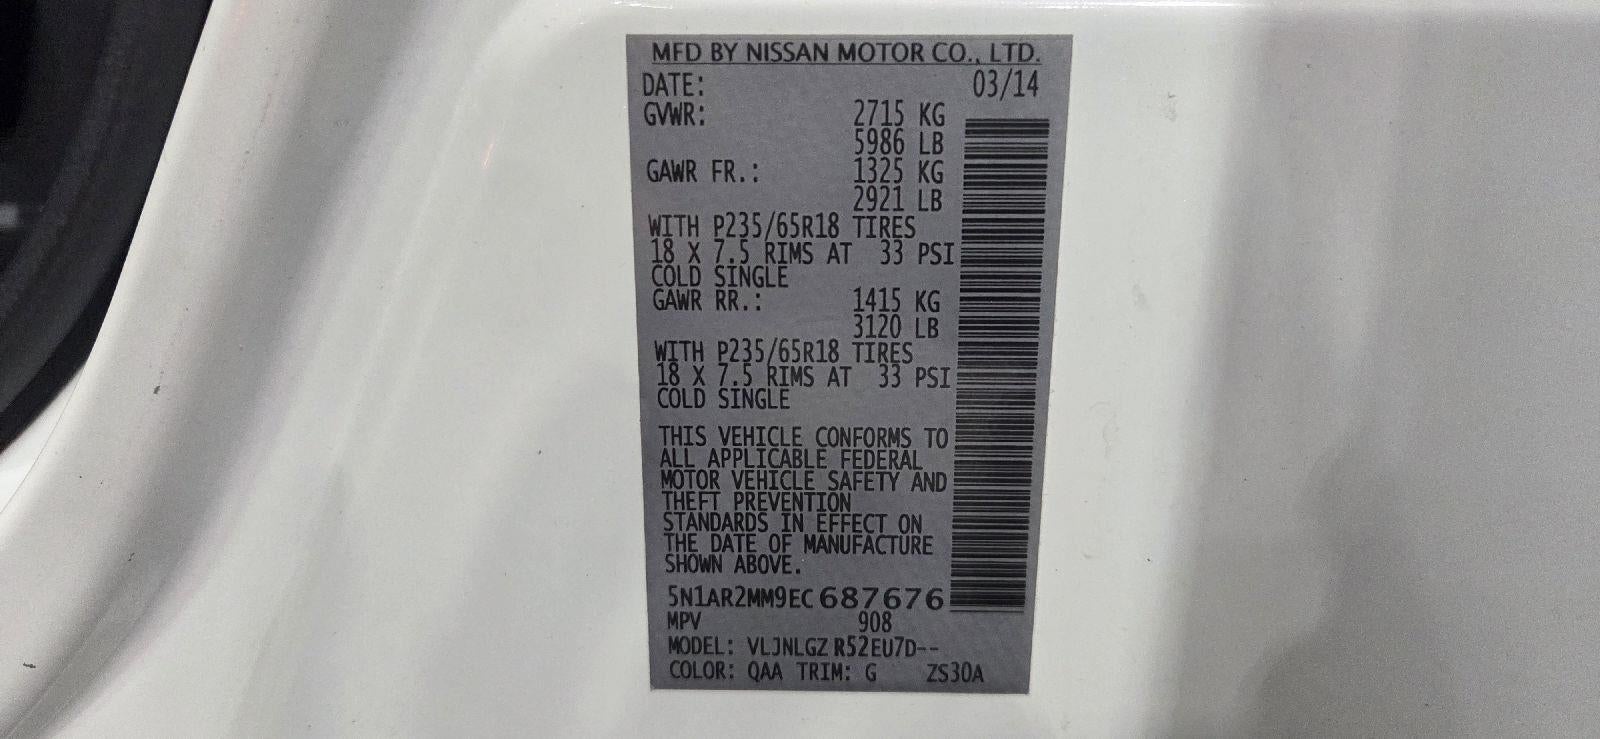 MFD BY NISSAN MOTOR CO., LTD.
DATE: 03/14
GVWR: 2715 KG
5986 LB
GAWR FR.: 1325 KG
2921 LB
WITH P235/65R18 TIRES
18 X 7.5 RIMS AT 33 PSI
COLD SINGLE
GAWR RR.: 1415 KG
3120 LB
WITH P235/65R18 TIRES
18 X 7.5 RIMS AT 33 PSI
COLD SINGLE
THIS VEHICLE CONFORMS TO
ALL APPLICABLE FEDERAL
MOTOR VEHICLE SAFETY AND
THEFT PREVENTION
STANDARDS IN EFFECT ON
THE DATE OF MANUFACTURE
SHOWN ABOVE.
5N1AR2MM9EC687676
MPV 908
MODEL: VLJNLGZ R52EU7D--
COLOR: QAA TRIM: G ZS30A